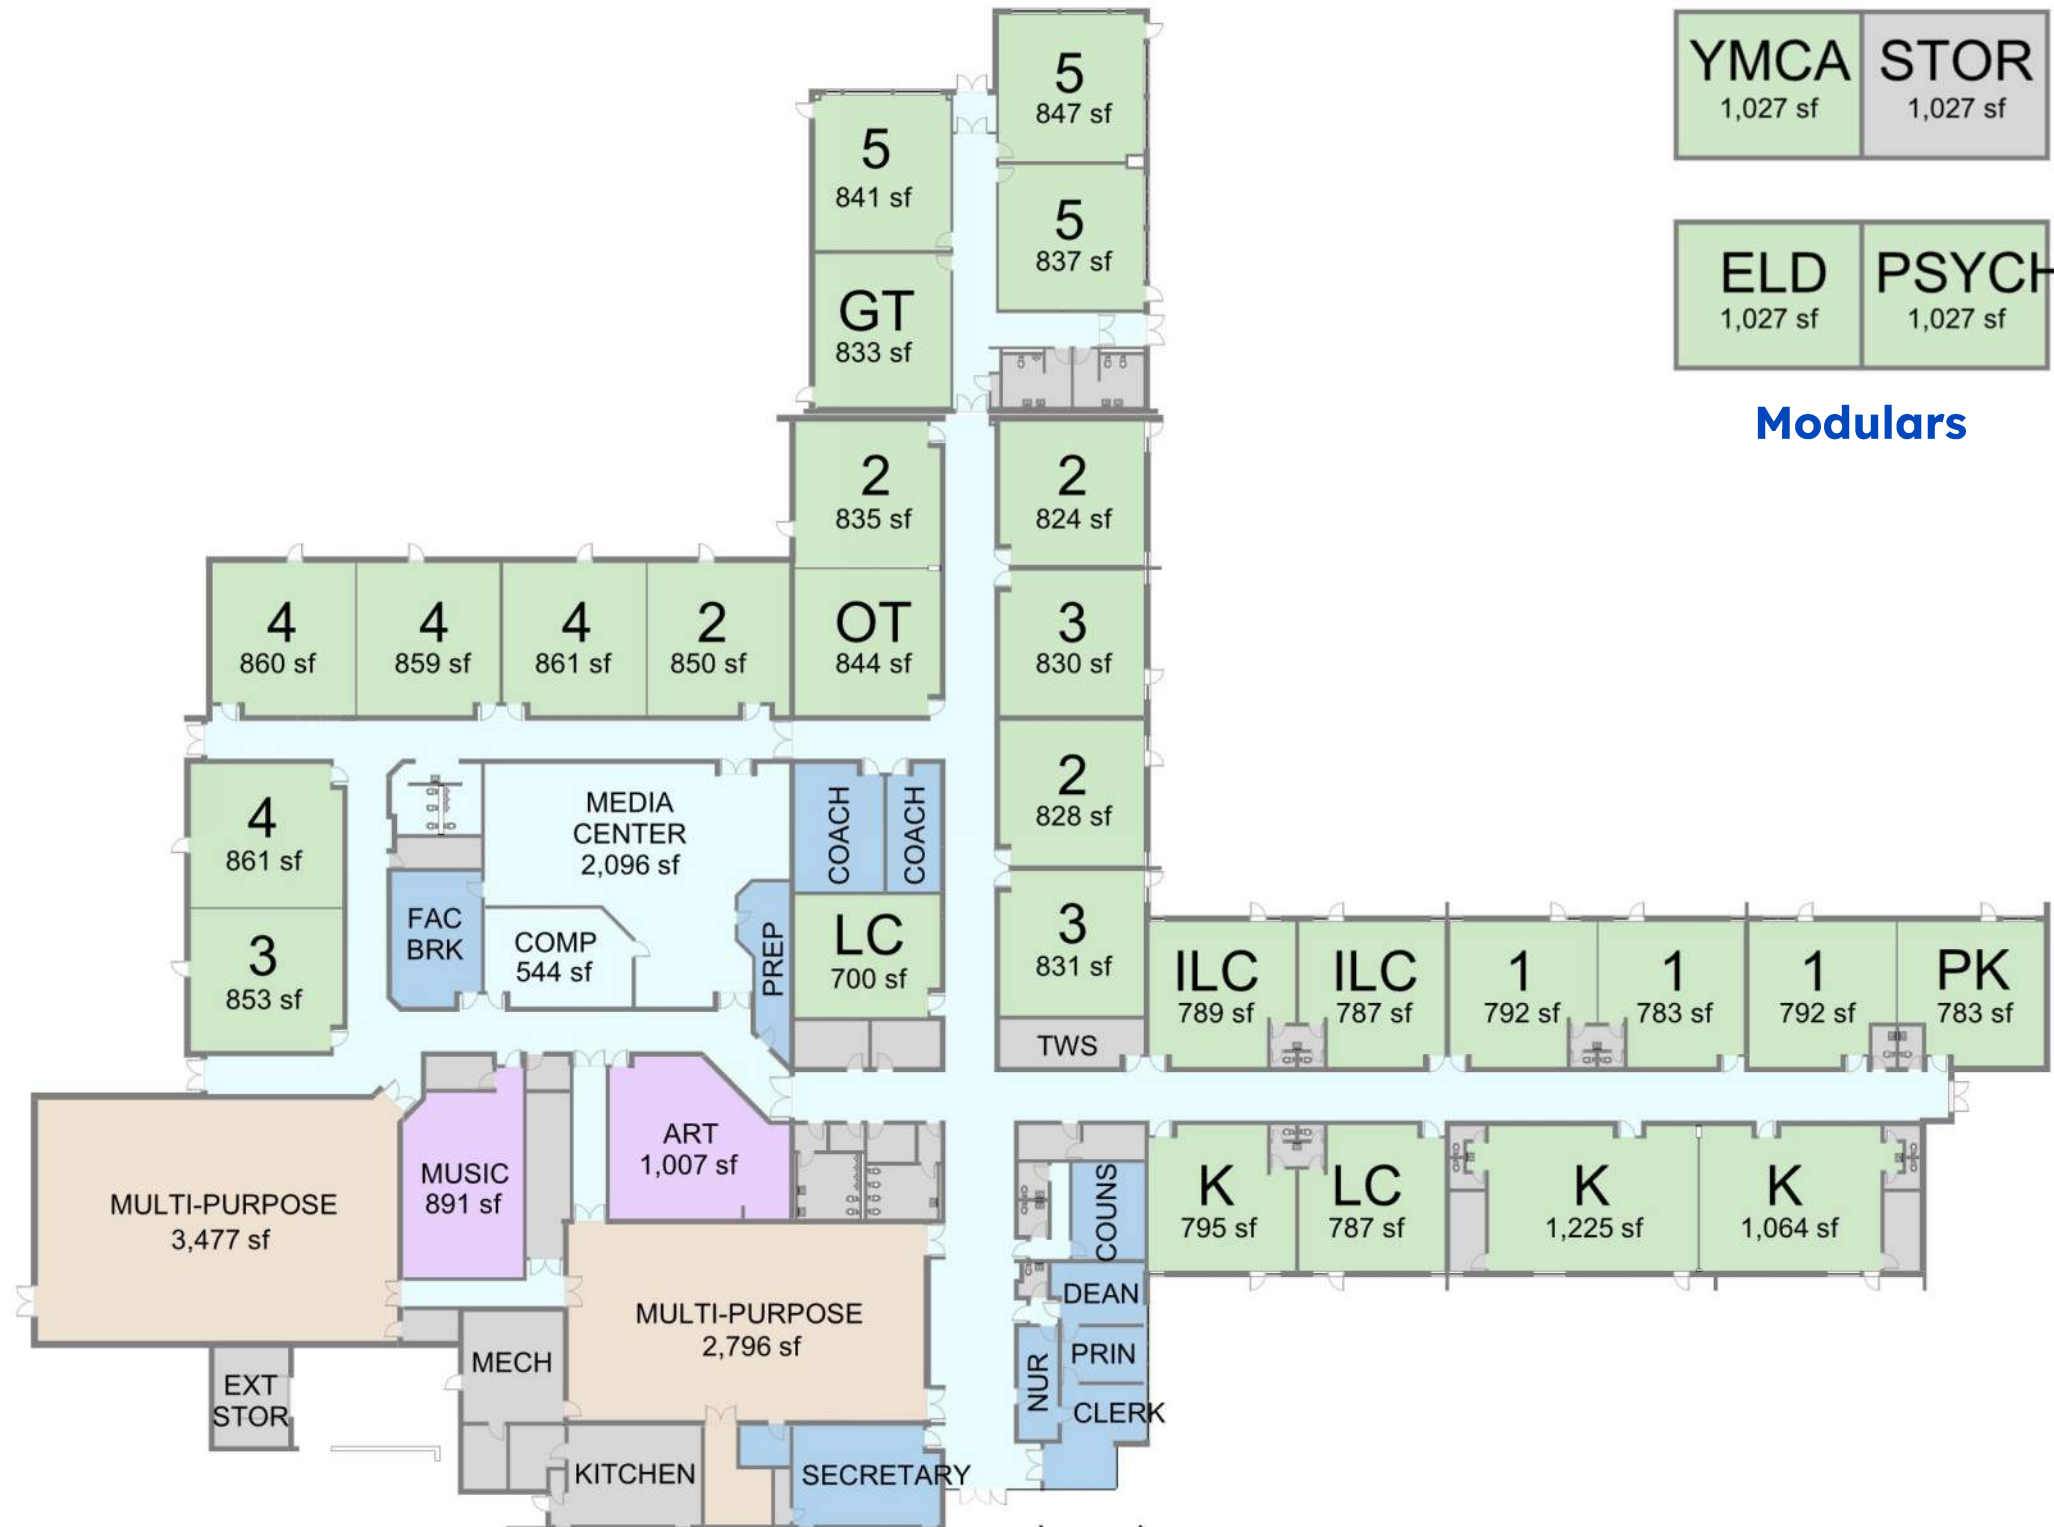 5
847 sf
YMCA
1,027 sf
STOR
1,027 sf
5
841 sf
5
837 sf
ELD
1,027 sf
PSYCH
1,027 sf
GT
833 sf
Modulars
2
835 sf
2
824 sf
4
860 sf
4
859 sf
4
861 sf
2
850 sf
OT
844 sf
3
830 sf
4
861 sf
MEDIA
CENTER
2,096 sf
COACH
COACH
2
828 sf
3
853 sf
FAC
BRK
COMP
544 sf
PREP
LC
700 sf
3
831 sf
ILC
789 sf
ILC
787 sf
1
792 sf
1
783 sf
1
792 sf
PK
783 sf
TWS
MULTI-PURPOSE
3,477 sf
MUSIC
891 sf
ART
1,007 sf
COUNS
K
795 sf
LC
787 sf
K
1,225 sf
K
1,064 sf
MULTI-PURPOSE
2,796 sf
DEAN
NUR
PRIN
CLERK
MECH
EXT
STOR
KITCHEN
SECRETARY